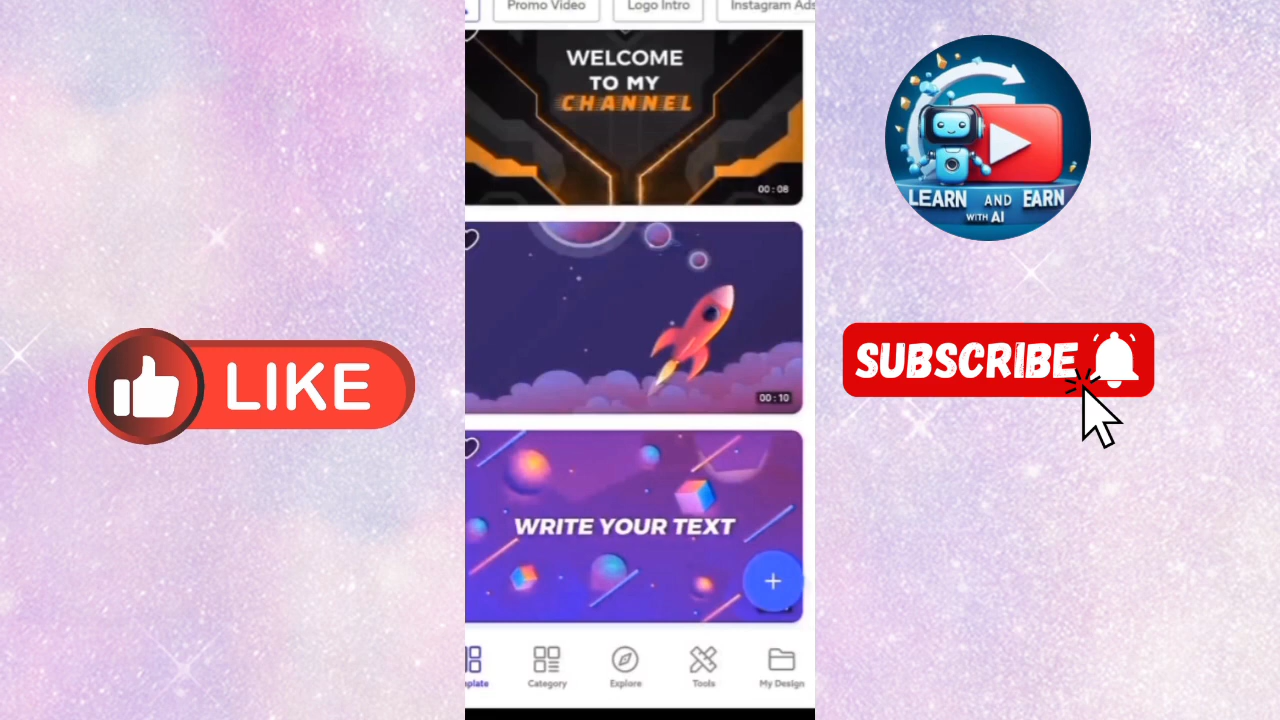 Promo Video
Logo Intro
Instagram Ads
WELCOME
TO MY
CHANNEL
00:08
00:10
WRITE YOUR TEXT
plate
Category
Explore
Tools
My Design
LIKE
LEARN AND EARN
WITH AI
SUBSCRIBE